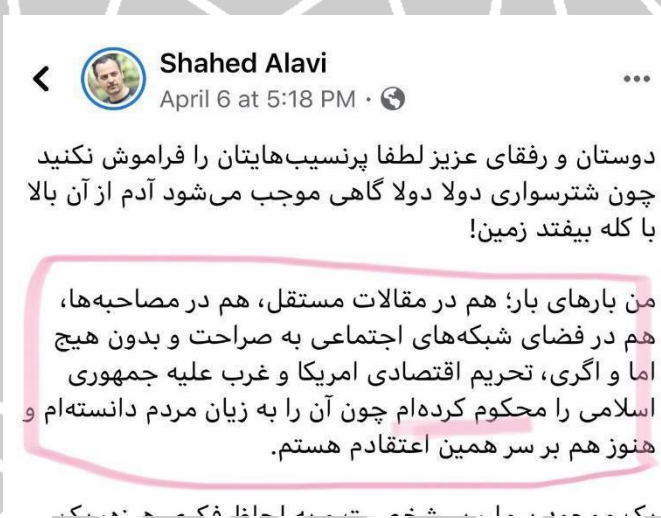 Shahed Alavi
April 6 at 5:18 PM ·
دوستان و رفقای عزیز لطفا پرنسیب‌هایتان را فراموش نکنید
چون شترسواری دولا دولا گاهی موجب می‌شود آدم از آن بالا
با کله بیفتد زمین!
من بارهای بار؛ هم در مقالات مستقل، هم در مصاحبه‌ها،
هم در فضای شبکه‌های اجتماعی به صراحت و بدون هیچ
اما و اگری، تحریم اقتصادی امریکا و غرب علیه جمهوری
اسلامی را محکوم کرده‌ام چون آن را به زیان مردم دانسته‌ام و
هنوز هم بر سر همین اعتقادم هستم.